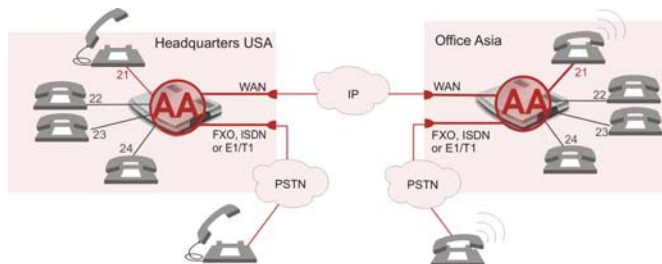 Headquarters USA
21
22
23
24
AA
WAN
FXO, ISDN
or E1/T1
PSTN
IP
Office Asia
21
22
23
24
AA
WAN
FXO, ISDN
or E1/T1
PSTN